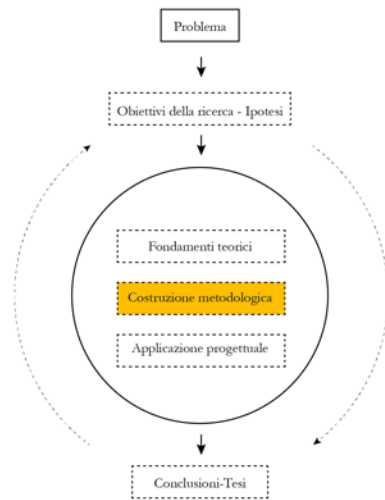 Problema
Obiettivi della ricerca - Ipotesi
Fondamenti teorici
Costruzione metodologica
Applicazione progettuale
Conclusioni-Tesi